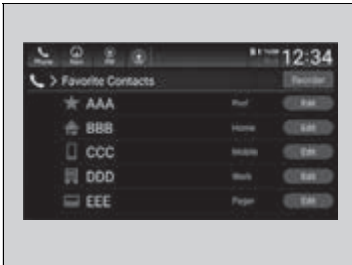 Phone
12:34
> Favorite Contacts Reorder
AAA Edit
BBB Home Edit
CCC Mobile Edit
DDD Work Edit
EEE Pager Edit